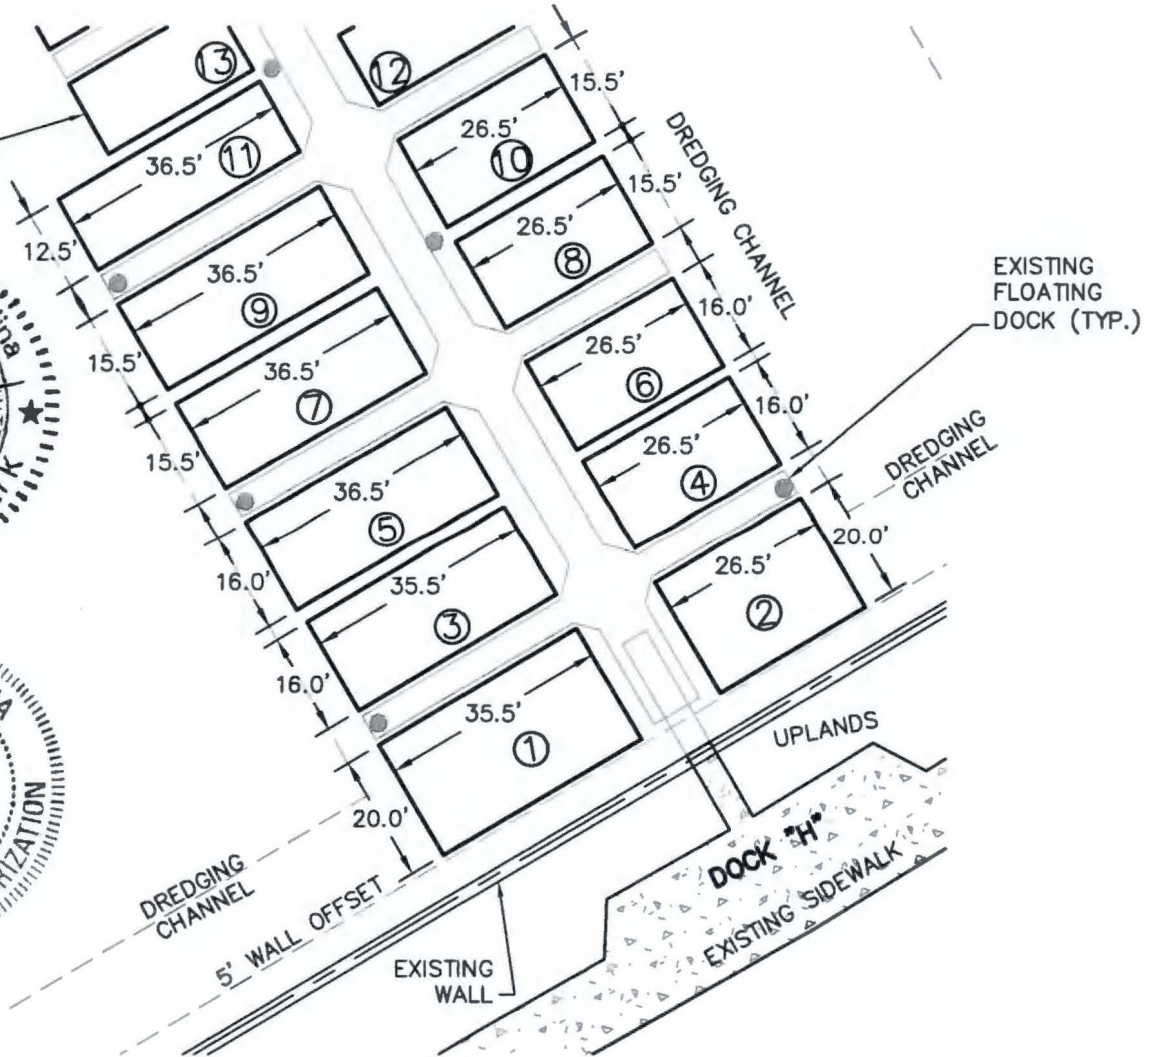 13
12
15.5'
26.5'
10
36.5'
11
DREDGING CHANNEL
15.5'
26.5'
8
12.5'
36.5'
9
EXISTING
FLOATING
DOCK (TYP.)
16.0'
26.5'
6
15.5'
36.5'
7
16.0'
26.5'
4
DREDGING
CHANNEL
15.5'
36.5'
5
20.0'
26.5'
2
16.0'
35.5'
3
16.0'
35.5'
1
UPLANDS
20.0'
DOCK "H"
DREDGING
CHANNEL
5' WALL OFFSET
EXISTING SIDEWALK
EXISTING
WALL